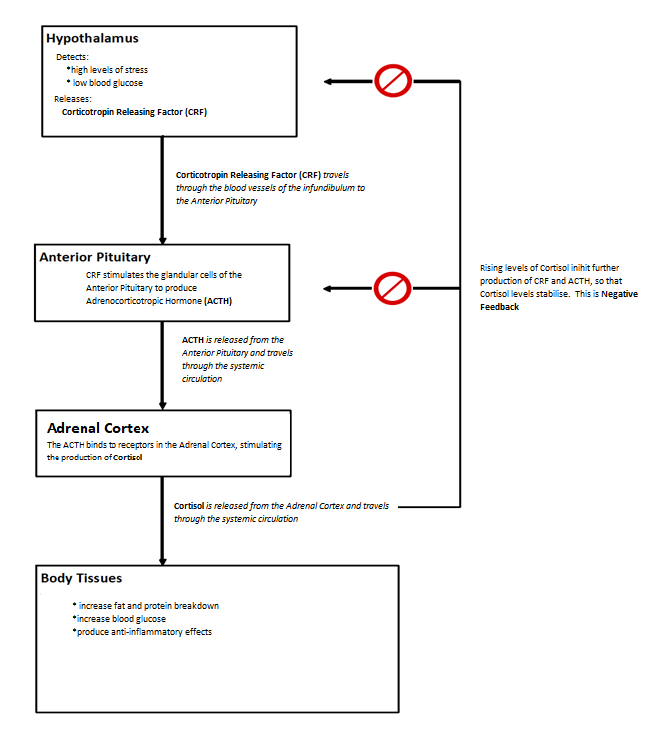 Hypothalamus
Detects:
*high levels of stress
* low blood glucose
Releases:
Corticotropin Releasing Factor (CRF)
Corticotropin Releasing Factor (CRF) travels
through the blood vessels of the infundibulum to
the Anterior Pituitary
Anterior Pituitary
CRF stimulates the glandular cells of the
Anterior Pituitary to produce
Adrenocorticotropic Hormone (ACTH)
Rising levels of Cortisol inihit further
production of CRF and ACTH, so that
Cortisol levels stabilise. This is Negative
Feedback
ACTH is released from the
Anterior Pituitary and travels
through the systemic
circulation
Adrenal Cortex
The ACTH binds to receptors in the Adrenal Cortex, stimulating
the production of Cortisol
Cortisol is released from the Adrenal Cortex and travels
through the systemic circulation
Body Tissues
* increase fat and protein breakdown
*increase blood glucose
*produce anti-inflammatory effects